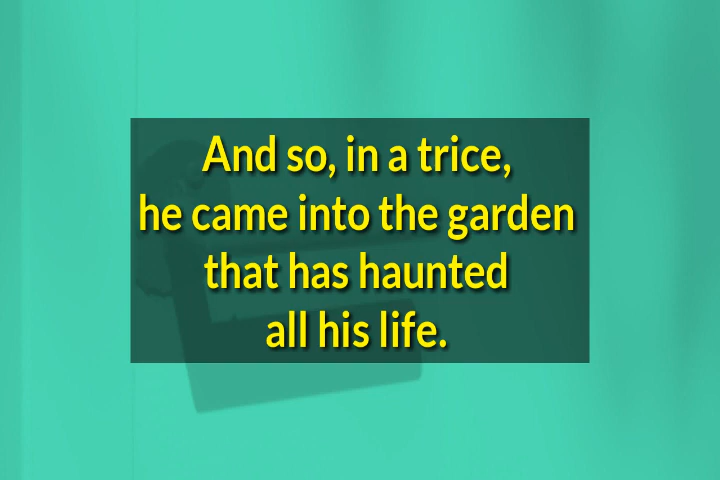 And so, in a trice,
he came into the garden
that has haunted
all his life.